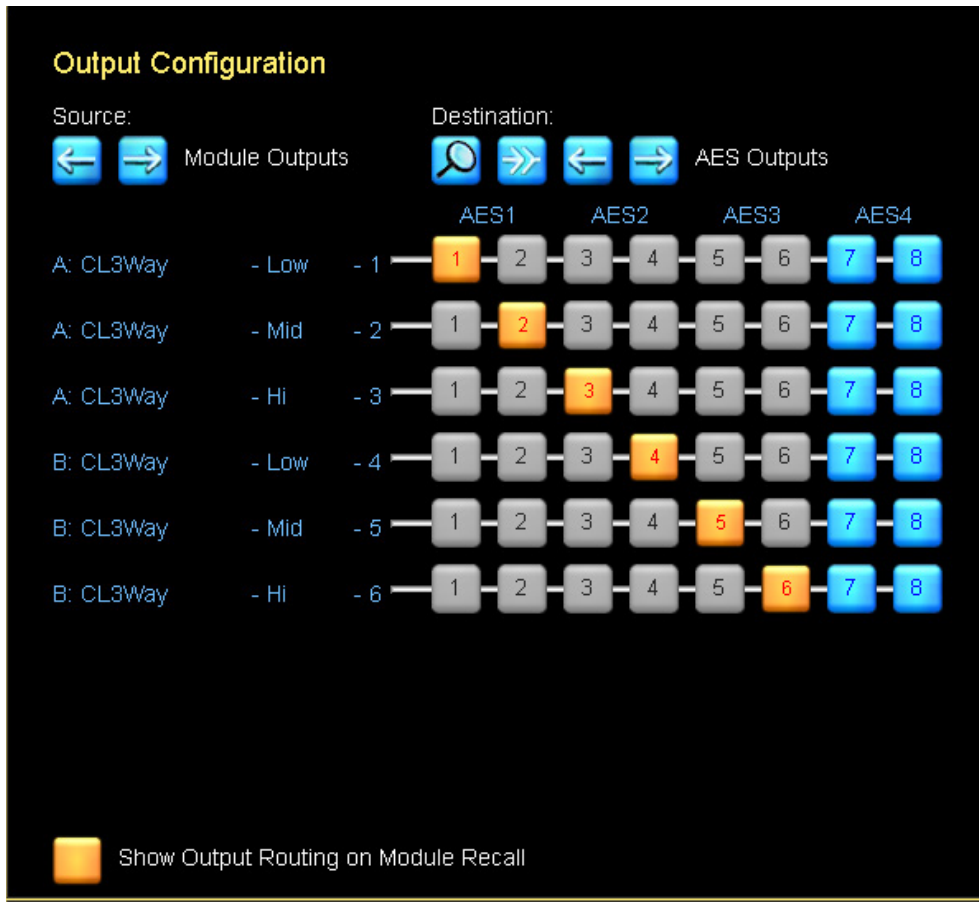 Output Configuration
Source: Destination:
Module Outputs AES Outputs
AES1 AES2 AES3 AES4
A: CL3Way - Low - 1 1 2 3 4 5 6 7 8
A: CL3Way - Mid - 2 1 2 3 4 5 6 7 8
A: CL3Way - Hi - 3 1 2 3 4 5 6 7 8
B: CL3Way - Low - 4 1 2 3 4 5 6 7 8
B: CL3Way - Mid - 5 1 2 3 4 5 6 7 8
B: CL3Way - Hi - 6 1 2 3 4 5 6 7 8
Show Output Routing on Module Recall